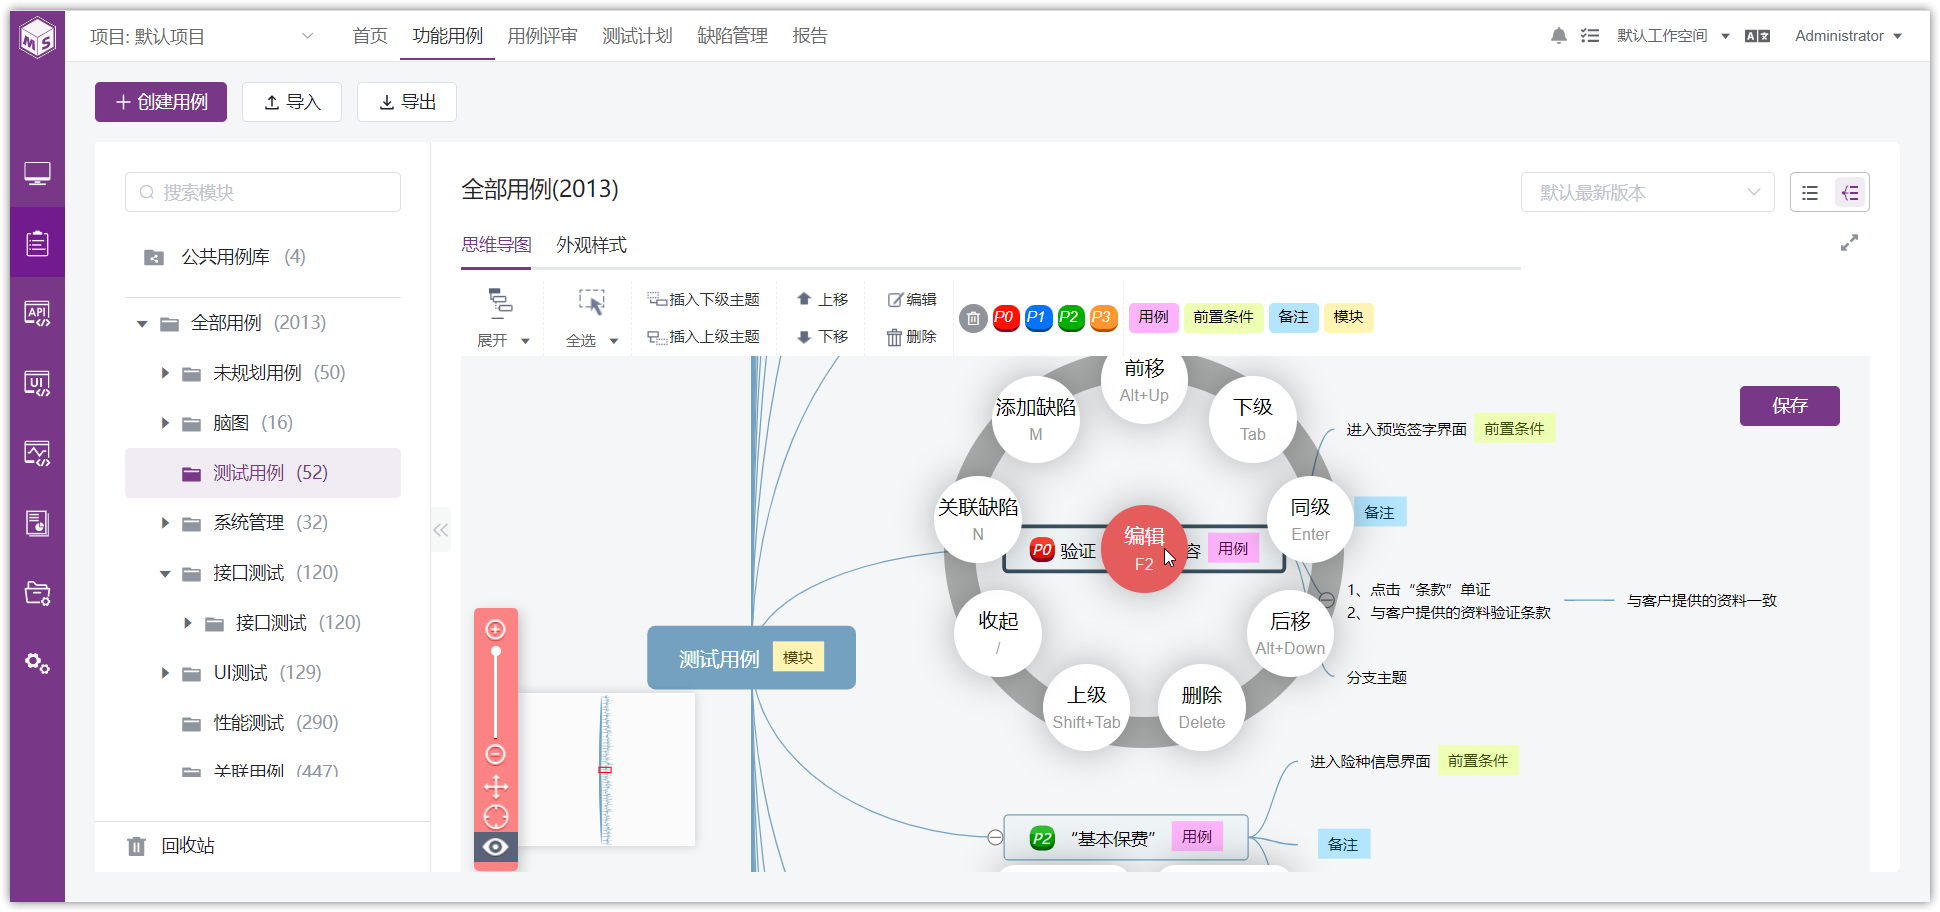 项目: 默认项目
首页
功能用例
用例评审
测试计划
缺陷管理
报告
默认工作空间
Administrator
创建用例
导入
导出
搜索模块
公共用例库 (4)
全部用例 (2013)
未规划用例 (50)
脑图 (16)
测试用例 (52)
系统管理 (32)
接口测试 (120)
接口测试 (120)
UI测试 (129)
性能测试 (290)
关联用例 (447)
回收站
MS
API
UI
全部用例(2013)
默认最新版本
思维导图
外观样式
展开
全选
插入下级主题
插入上级主题
上移
下移
编辑
删除
P0
P1
P2
P3
用例
前置条件
备注
模块
保存
前移
Alt+Up
添加缺陷
M
下级
Tab
关联缺陷
N
同级
Enter
编辑
F2
收起
/
后移
Alt+Down
上级
Shift+Tab
删除
Delete
P0 验证
容 用例
进入预览签字界面 前置条件
备注
1、点击“条款”单证
2、与客户提供的资料验证条款
与客户提供的资料一致
分支主题
测试用例 模块
进入险种信息界面 前置条件
P2 “基本保费” 用例
备注